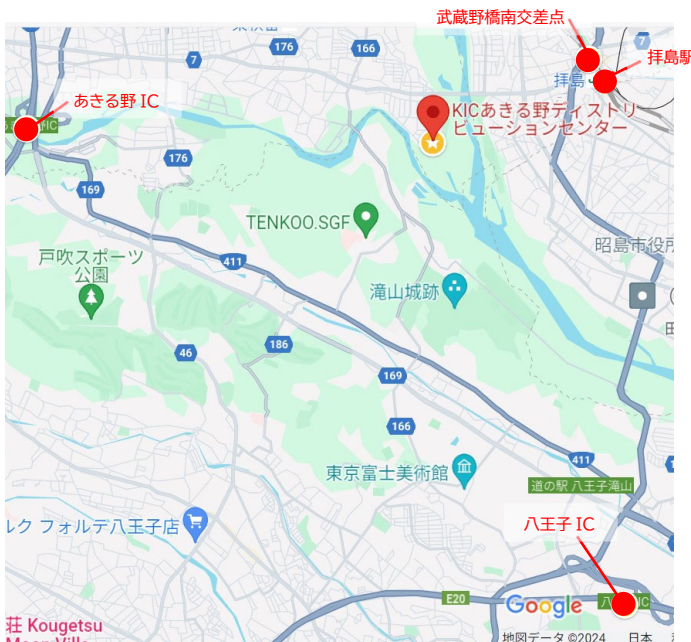 武蔵野橋南交差点
176
166
7
拝島駅
拝島
あきる野 IC
KICあきる野ディストリ
ビューションセンター
7
176
169
TENKOO.SGF
昭島市役所
戸吹スポーツ
公園
411
滝山城跡
186
46
169
166
東京富士美術館
411
道の駅 八王子滝山
ルク フォルデ八王子店
八王子 IC
E20
Google
荘 Kougetsu
地図データ ©2024
日本